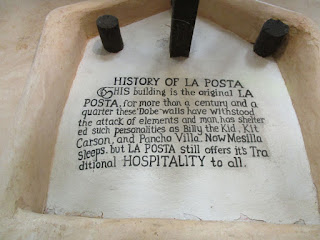 HISTORY OF LA POSTA
THIS building is the original LA
POSTA, for more than a century and a
quarter these 'Dobe walls have withstood
the attack of elements and man, has shelter
ed such personalities as Billy the Kid, Kit
Carson, and Pancho Villa. Now Mesilla
sleeps, but LA POSTA still offers it's Tra
ditional HOSPITALITY to all.